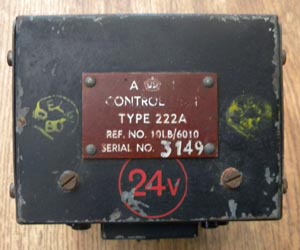 A
CONTROL
TYPE 222A
REF. NO. 10LB/6010
SERIAL NO. 3149
24V